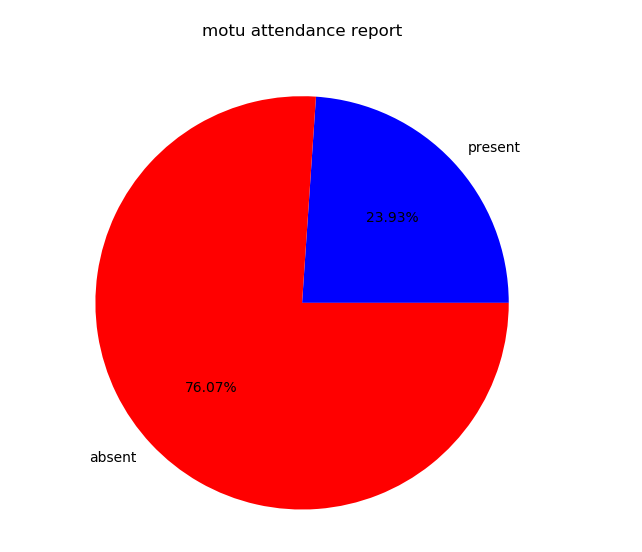 motu attendance report
present
23.93%
76.07%
absent